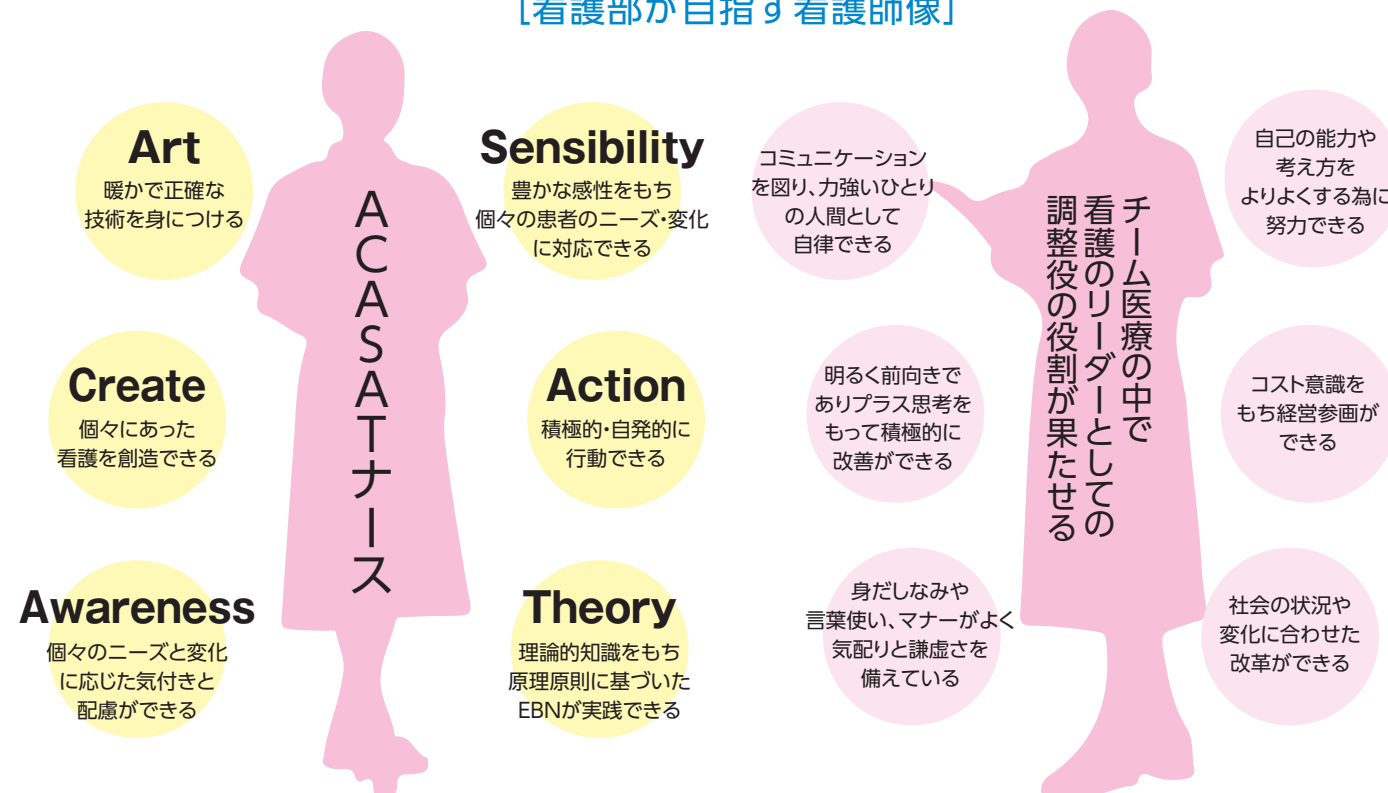 [看護部が目指す看護師像]
Art
暖かで正確な
技術を身につける
Create
個々にあった
看護を創造できる
Awareness
個々のニーズと変化
に応じた気付きと
配慮ができる
ACASATナース
Sensibility
豊かな感性をもち
個々の患者のニーズ・変化
に対応できる
Action
積極的・自発的に
行動できる
Theory
理論的知識をもち
原理原則に基づいた
EBNが実践できる
コミュニケーション
を図り、力強いひとり
の人間として
自律できる
明るく前向きで
ありプラス思考を
もって積極的に
改善ができる
身だしなみや
言葉使い、マナーがよく
気配りと謙虚さを
備えている
チーム医療の中で
看護のリーダーとしての
調整役の役割が果たせる
自己の能力や
考え方を
よりよくする為に
努力できる
コスト意識を
もち経営参画が
できる
社会の状況や
変化に合わせた
改革ができる